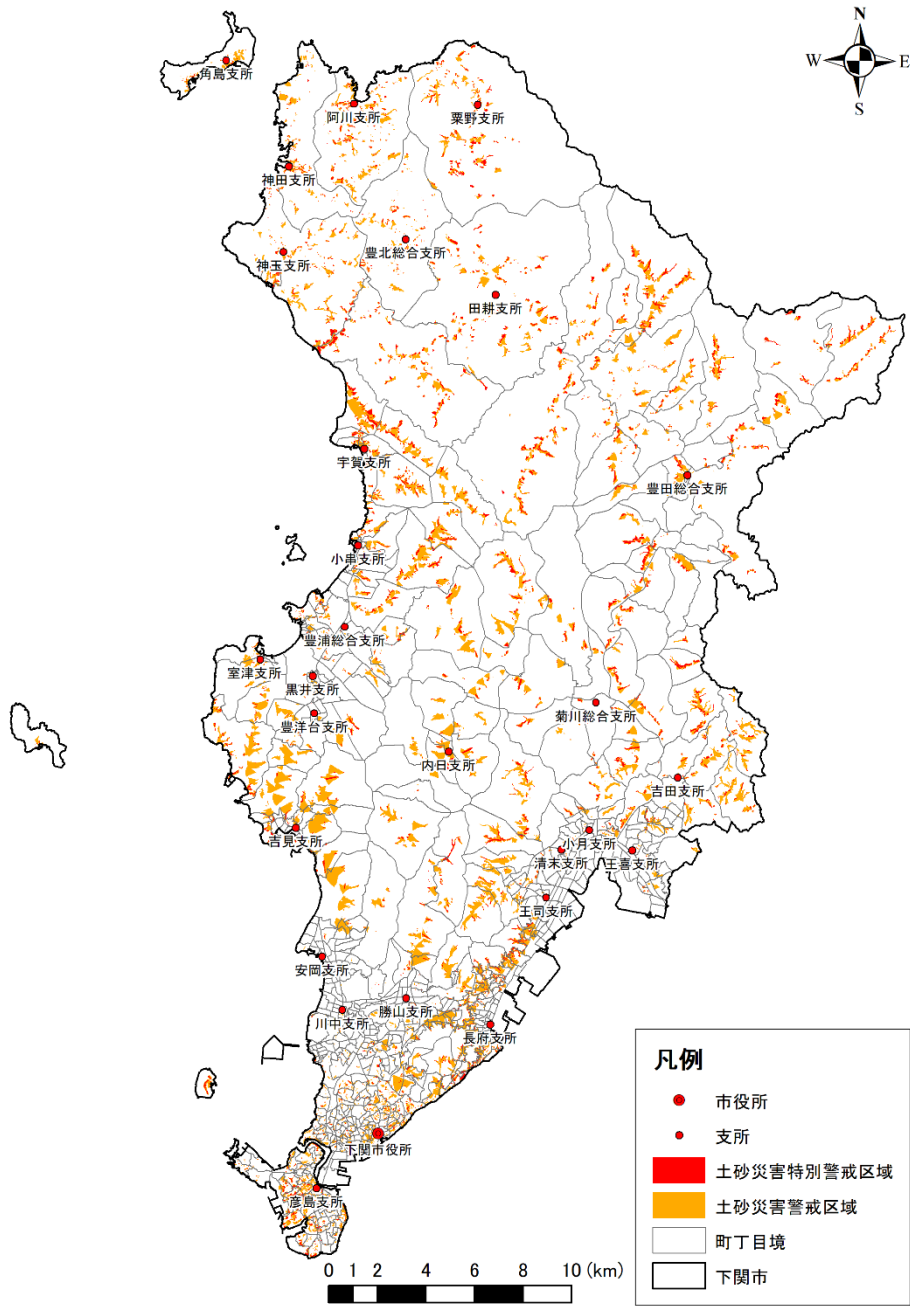 N
W E
S
角島支所
阿川支所
粟野支所
神田支所
豊北総合支所
神玉支所
田耕支所
宇賀支所
豊田総合支所
小串支所
豊浦総合支所
室津支所
黒井支所
菊川総合支所
豊洋台支所
内日支所
吉田支所
吉見支所
小月支所
清末支所
王喜支所
王司支所
安岡支所
勝山支所
川中支所
長府支所
下関市役所
彦島支所
凡例
市役所
支所
土砂災害特別警戒区域
土砂災害警戒区域
町丁目境
下関市
0 1 2 4 6 8 10 (km)